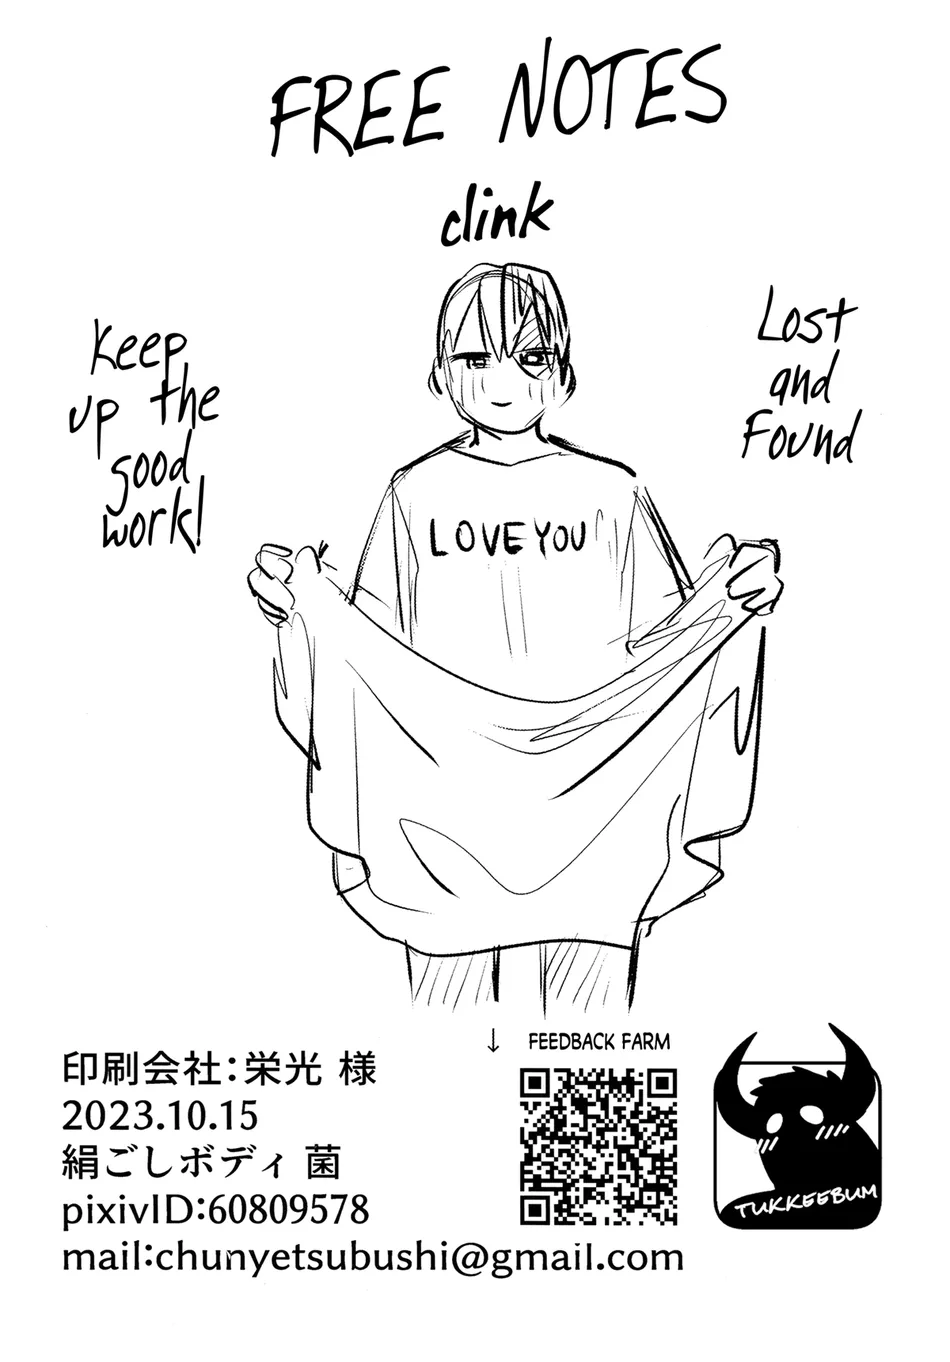 FREE NOTES
clink
Keep
up the
good
work!
Lost
and
Found
LOVE YOU
↓ FEEDBACK FARM
印刷会社:栄光 様
2023.10.15
絹ごしボディ 菌
pixivID:60809578
mail:chunyetsubushi@gmail.com
TUKKEEBUM